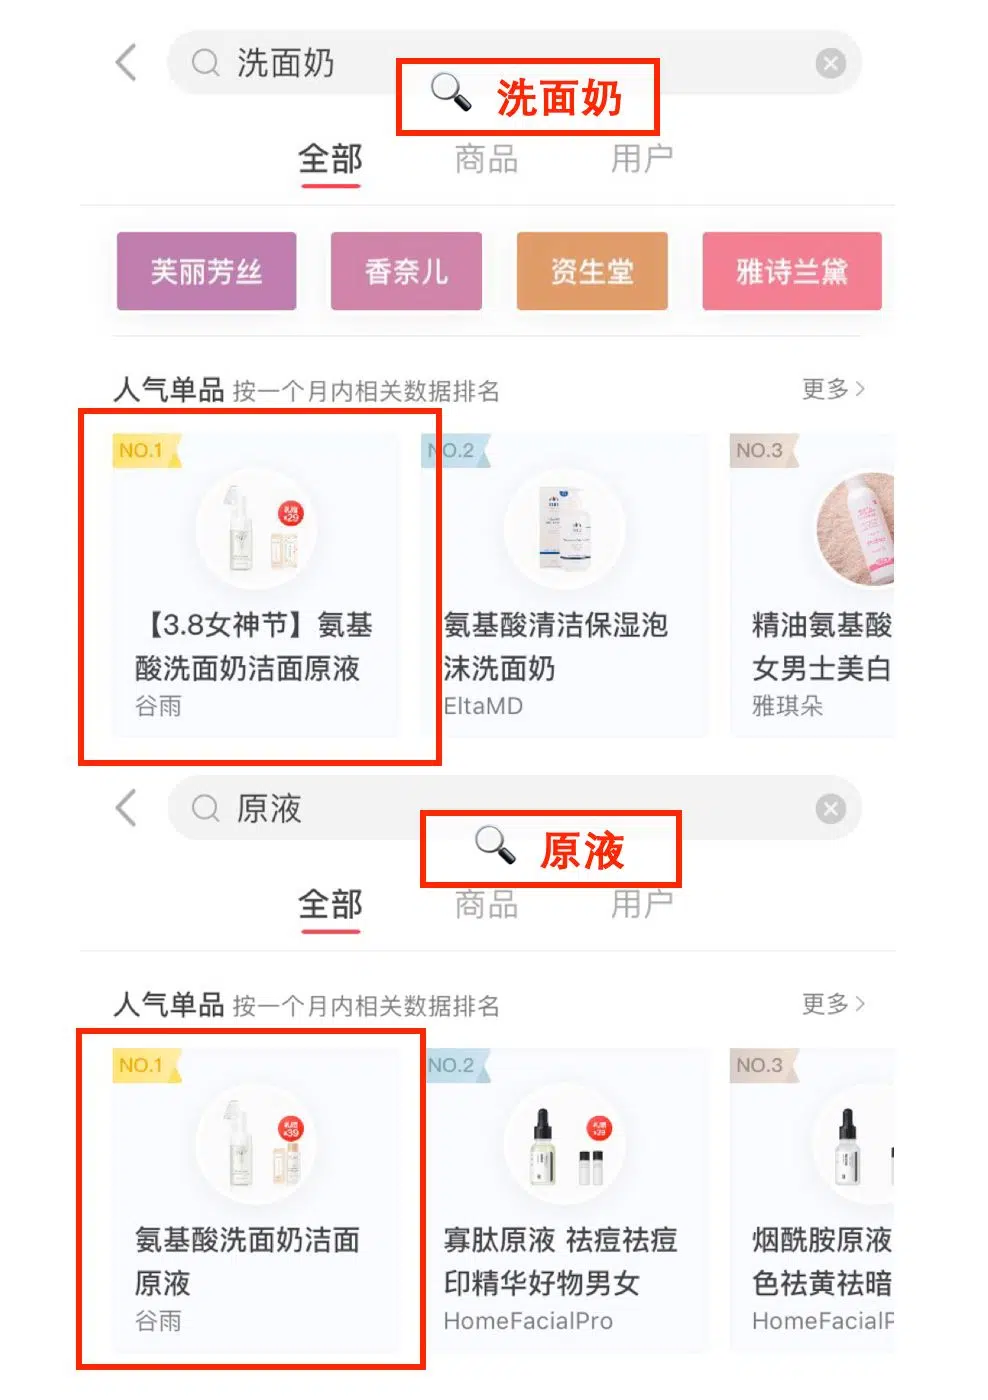 洗面奶
洗面奶
全部 商品 用户
芙丽芳丝 香奈儿 资生堂 雅诗兰黛
人气单品 按一个月内相关数据排名 更多
NO.1 NO.2 NO.3
【3.8女神节】氨基 氨基酸清洁保湿泡 精油氨基酸
酸洗面奶洁面原液 沫洗面奶 女男士美白
谷雨 EltaMD 雅琪朵
原液
原液
全部 商品 用户
人气单品 按一个月内相关数据排名 更多
NO.1 NO.2 NO.3
氨基酸洗面奶洁面 寡肽原液 祛痘祛痘 烟酰胺原液
原液 印精华好物男女 色祛黄祛暗
谷雨 HomeFacialPro HomeFacialP